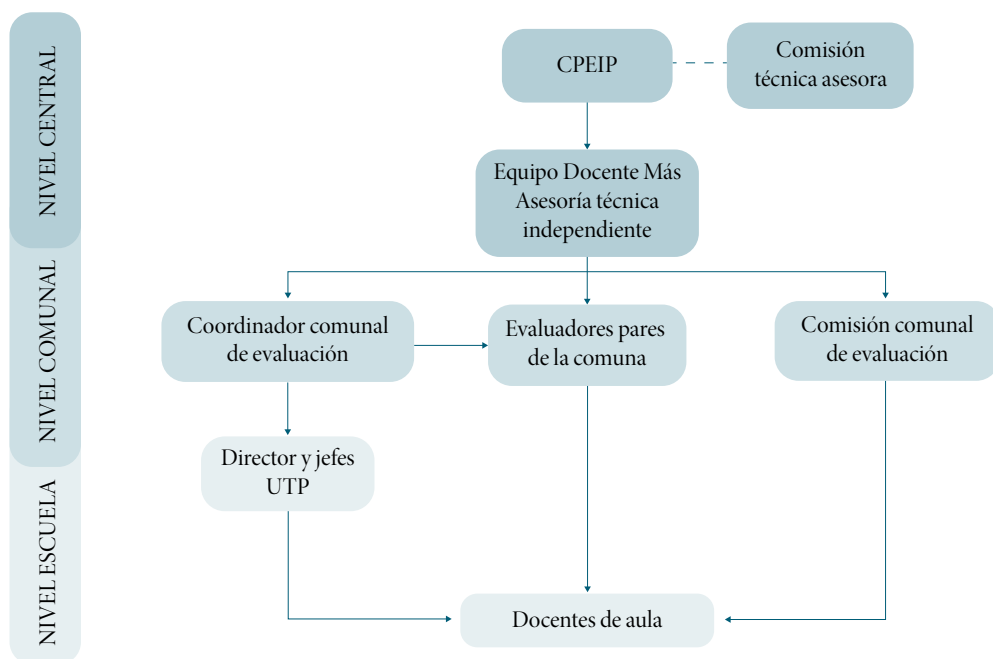 NIVEL CENTRAL
CPEIP
Comisión
técnica asesora
Equipo Docente Más
Asesoría técnica
independiente
NIVEL COMUNAL
Coordinador comunal
de evaluación
Evaluadores pares
de la comuna
Comisión comunal
de evaluación
Director y jefes
UTP
NIVEL ESCUELA
Docentes de aula